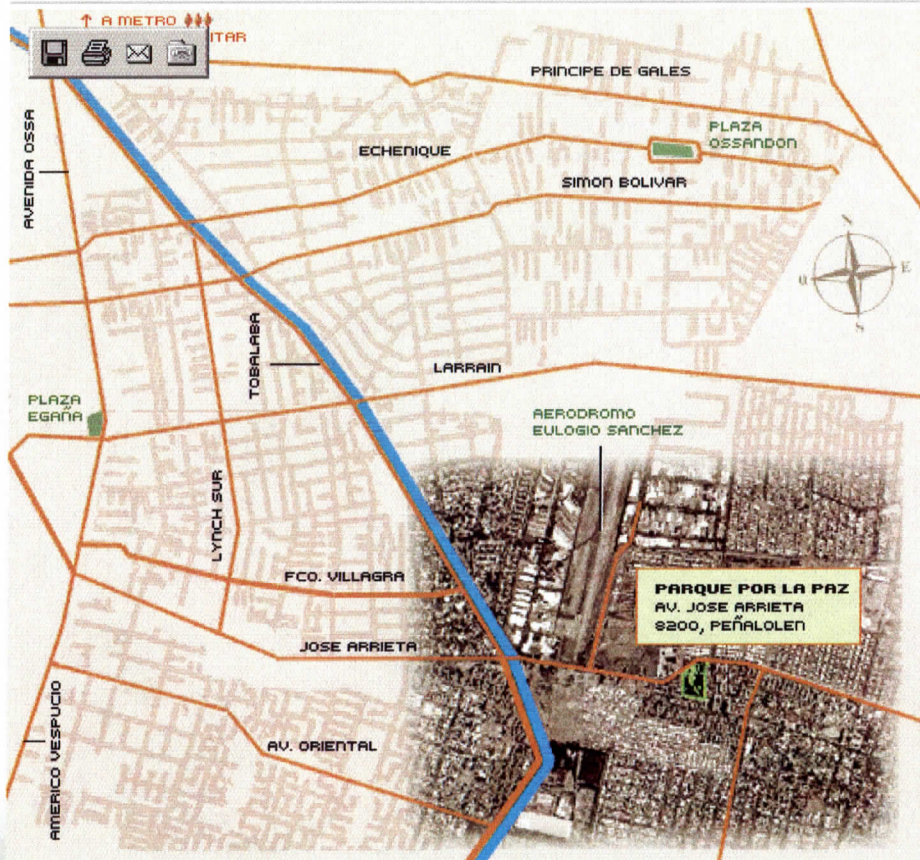 ↑ A METRO
ITAR
PRINCIPE DE GALES
AVENIDA OSSA
PLAZA
OSSANDON
ECHENIQUE
SIMON BOLIVAR
N
E
S
TOBALABA
LARRAIN
PLAZA
EGAÑA
AERODROMO
EULOGIO SANCHEZ
LYNCH SUR
FCO. VILLAGRA
PARQUE POR LA PAZ
AV. JOSE ARRIETA
8200, PEÑALOLEN
JOSE ARRIETA
AMERICO VESPUCIO
AV. ORIENTAL